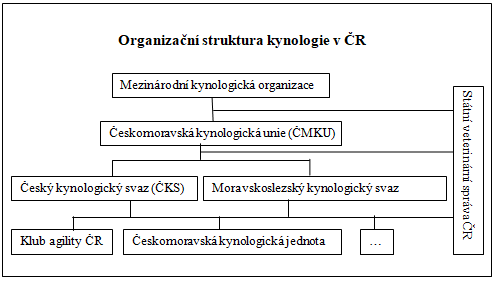 Organizační struktura kynologie v ČR
Mezinárodní kynologická organizace
Českomoravská kynologická unie (ČMKU)
Český kynologický svaz (ČKS)
Moravskoslezský kynologický svaz
Klub agility ČR
Českomoravská kynologická jednota
…
Státní veterinární správa ČR